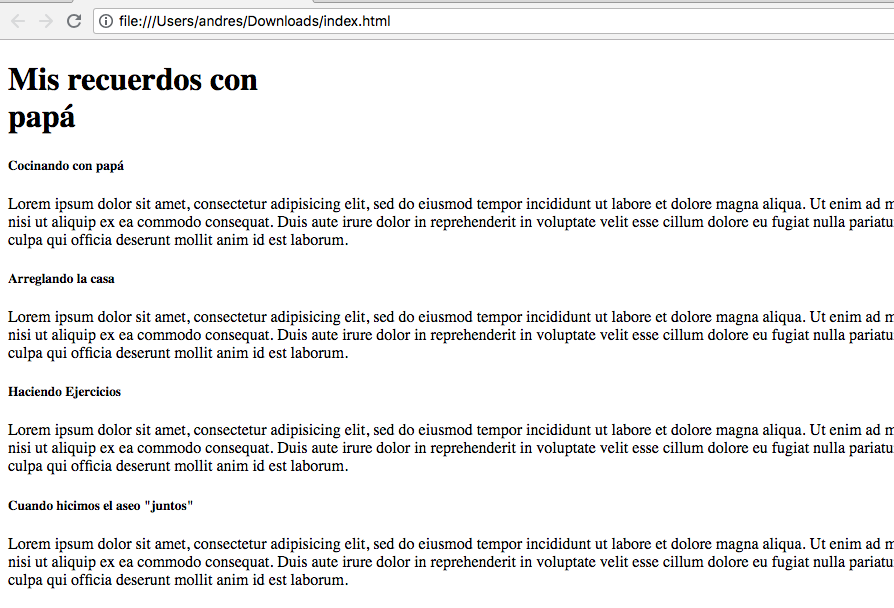 file:///Users/andres/Downloads/index.html
Mis recuerdos con
papá
Cocinando con papá
Lorem ipsum dolor sit amet, consectetur adipisicing elit, sed do eiusmod tempor incididunt ut labore et dolore magna aliqua. Ut enim ad
nisi ut aliquip ex ea commodo consequat. Duis aute irure dolor in reprehenderit in voluptate velit esse cillum dolore eu fugiat nulla
culpa qui officia deserunt mollit anim id est laborum.
Arreglando la casa
Lorem ipsum dolor sit amet, consectetur adipisicing elit, sed do eiusmod tempor incididunt ut labore et dolore magna aliqua. Ut enim ad
nisi ut aliquip ex ea commodo consequat. Duis aute irure dolor in reprehenderit in voluptate velit esse cillum dolore eu fugiat nulla
culpa qui officia deserunt mollit anim id est laborum.
Haciendo Ejercicios
Lorem ipsum dolor sit amet, consectetur adipisicing elit, sed do eiusmod tempor incididunt ut labore et dolore magna aliqua. Ut enim ad
nisi ut aliquip ex ea commodo consequat. Duis aute irure dolor in reprehenderit in voluptate velit esse cillum dolore eu fugiat nulla
culpa qui officia deserunt mollit anim id est laborum.
Cuando hicimos el aseo "juntos"
Lorem ipsum dolor sit amet, consectetur adipisicing elit, sed do eiusmod tempor incididunt ut labore et dolore magna aliqua. Ut enim ad
nisi ut aliquip ex ea commodo consequat. Duis aute irure dolor in reprehenderit in voluptate velit esse cillum dolore eu fugiat nulla
culpa qui officia deserunt mollit anim id est laborum.